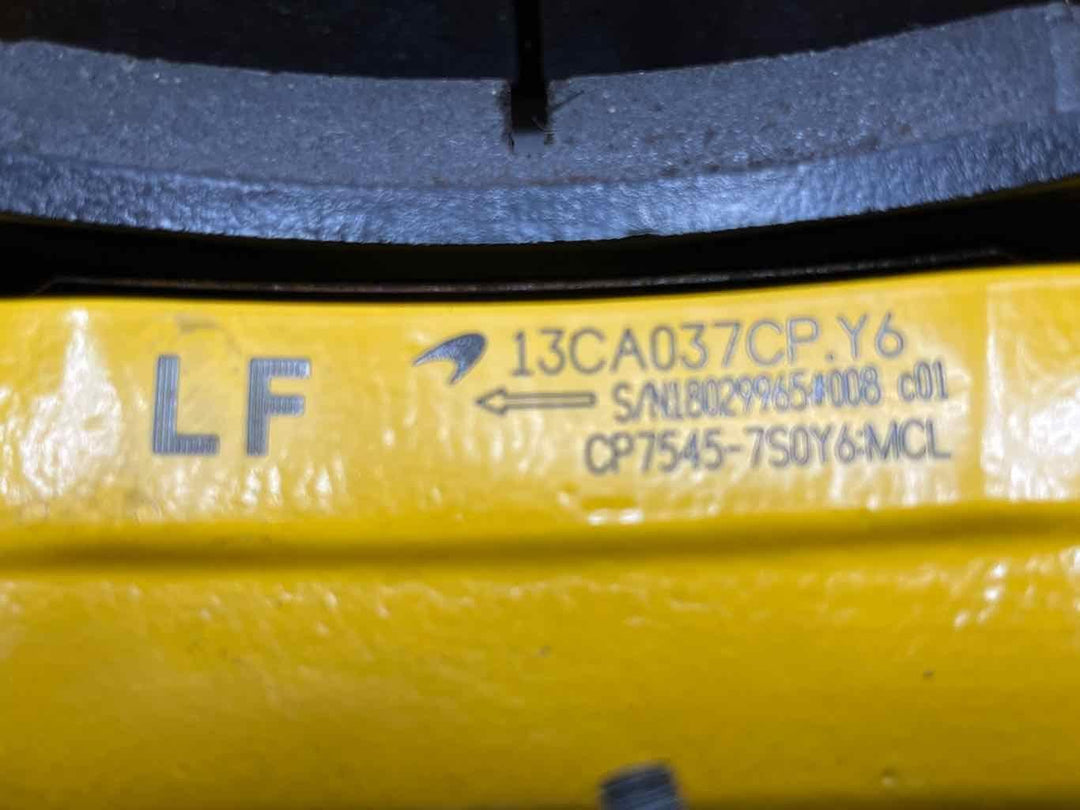 LF
13CA037CP.Y6
S/N18029965#008 c01
CP7545-7S0Y6:MCL